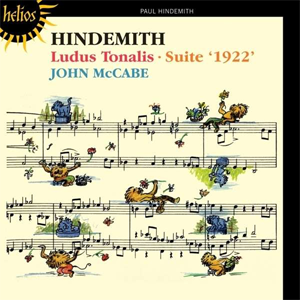 helios
PAUL HINDEMITH
HINDEMITH
Ludus Tonalis · Suite ‘1922’
JOHN McCABE